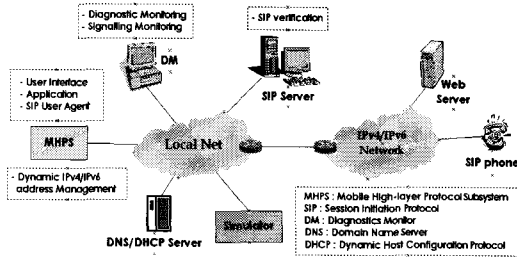 - Diagnostic Monitoring
- Signalling Monitoring
DM
- SIP verification
SIP Server
Web
Server
- User Interface
- Application
- SIP User Agent
MHPS
- Dynamic IPv4/IPv6
address Management
Local Net
IPv4/IPv6
Network
SIP phone
DNS/DHCP Server
Simulator
MHPS : Mobile High-layer Protocol Subsystem
SIP : Session Initiation Protocol
DM : Diagnostics Monitor
DNS : Domain Name Server
DHCP : Dynamic Host Configuration Protocol